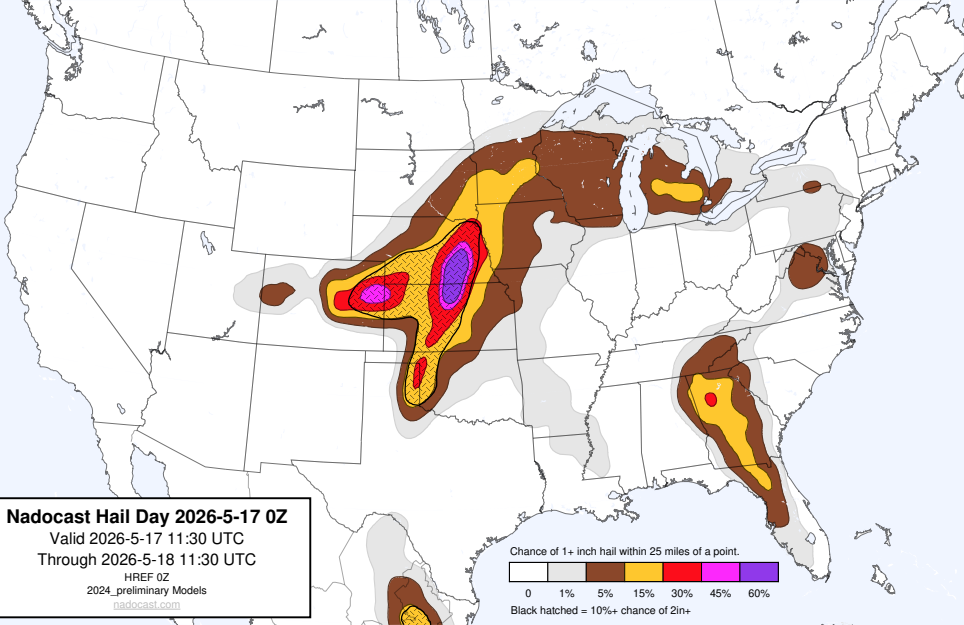 Nadocast Hail Day 2026-5-17 0Z
Valid 2026-5-17 11:30 UTC
Through 2026-5-18 11:30 UTC
HREF 0Z
2024_preliminary Models
nadocast.com
Chance of 1+ inch hail within 25 miles of a point.
0 1% 5% 15% 30% 45% 60%
Black hatched = 10%+ chance of 2in+